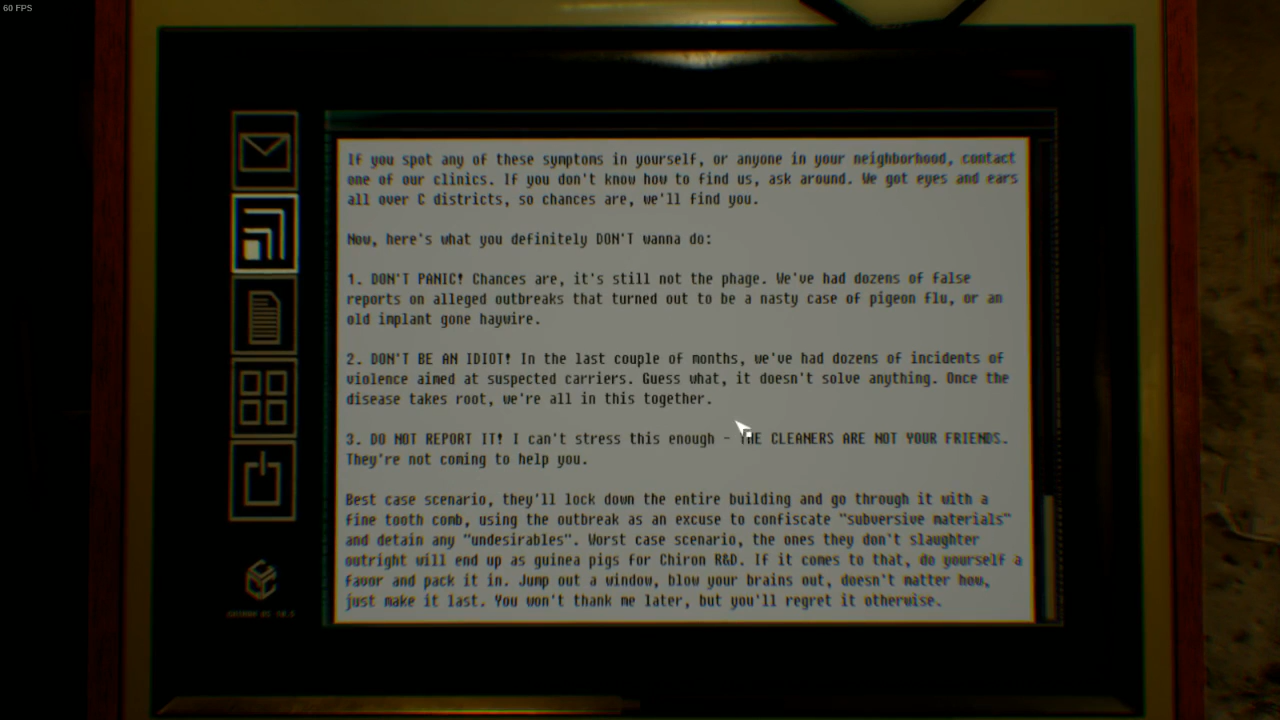 60 FPS
If you spot any of these symptoms in yourself, or anyone in your neighborhood, contact
one of our clinics. If you don't know how to find us, ask around. We got eyes and ears
all over C districts, so chances are, we'll find you.
Now, here's what you definitely DON'T wanna do:
1. DON'T PANIC! Chances are, it's still not the phage. We've had dozens of false
reports on alleged outbreaks that turned out to be a nasty case of pigeon flu, or an
old implant gone haywire.
2. DON'T BE AN IDIOT! In the last couple of months, we've had dozens of incidents of
violence aimed at suspected carriers. Guess what, it doesn't solve anything. Once the
disease takes root, we're all in this together.
3. DO NOT REPORT IT! I can't stress this enough - THE CLEANERS ARE NOT YOUR FRIENDS.
They're not coming to help you.
Best case scenario, they'll lock down the entire building and go through it with a
fine tooth comb, using the outbreak as an excuse to confiscate "subversive materials"
and detain any "undesirables". Worst case scenario, the ones they don't slaughter
outright will end up as guinea pigs for Chiron R&D. If it comes to that, do yourself a
favor and pack it in. Jump out a window, blow your brains out, doesn't matter how,
just make it last. You won't thank me later, but you'll regret it otherwise.